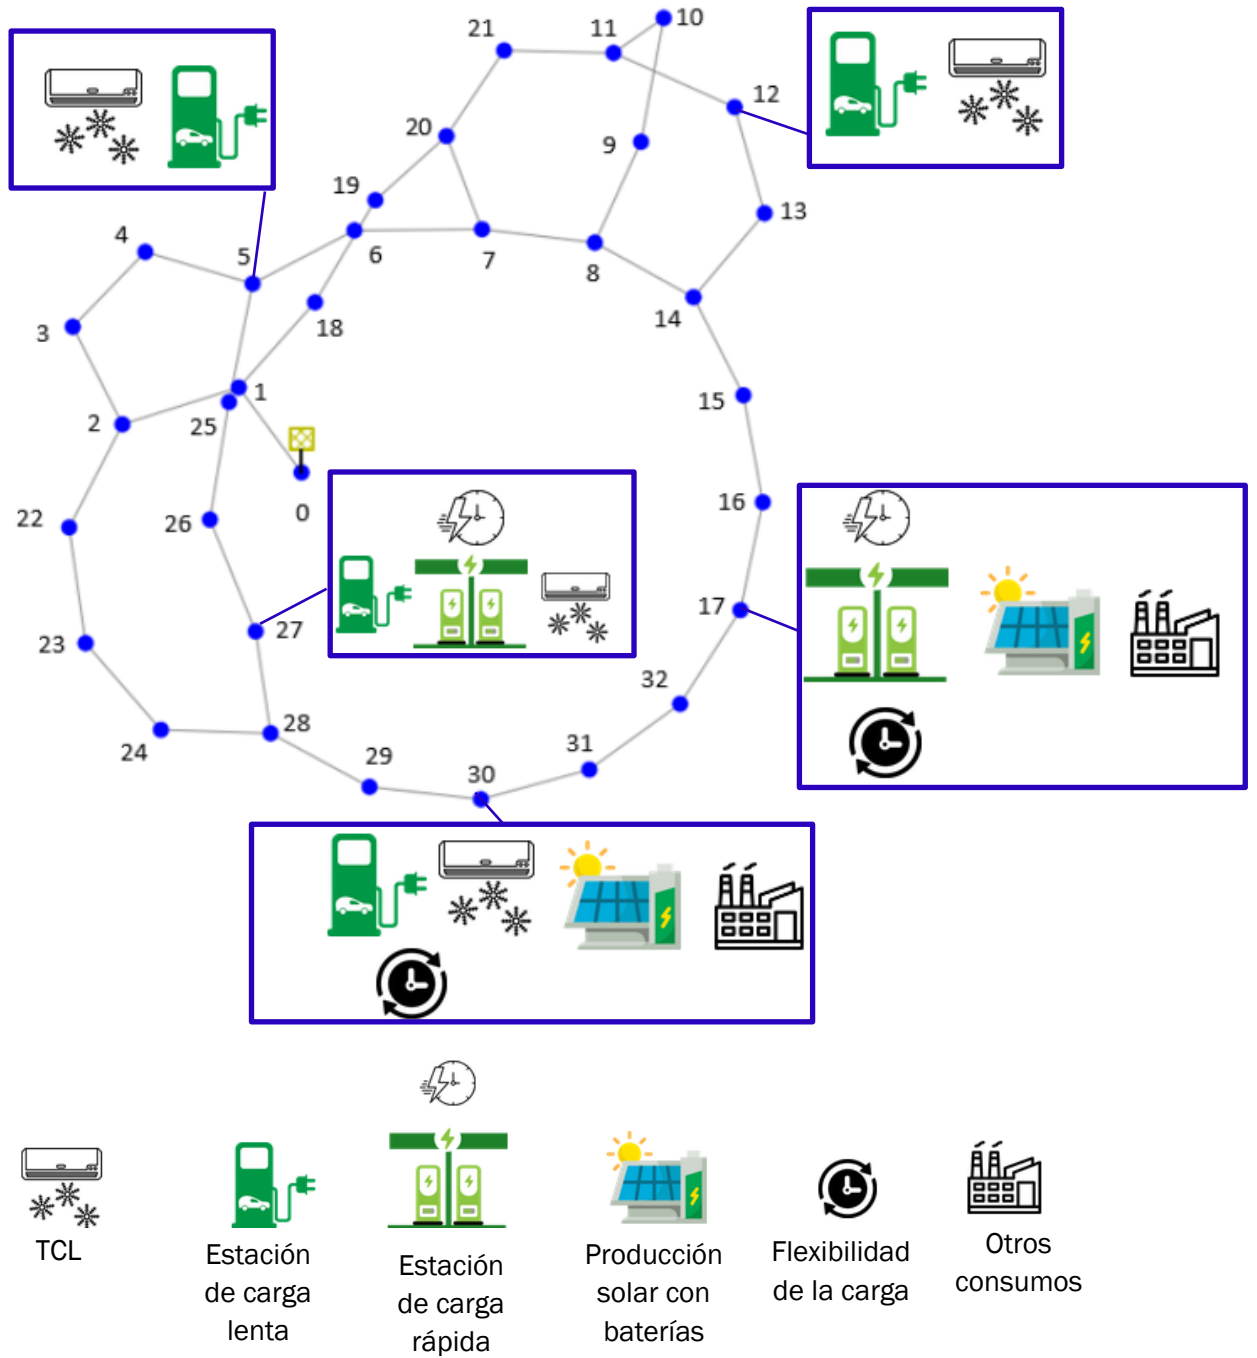 10
21
11
12
20
9
19
13
4
5
6
7
8
18
14
3
1
2
25
15
0
22
26
16
27
17
23
32
28
24
29
31
30
TCL
Estación
de carga
lenta
Estación
de carga
rápida
Producción
solar con
baterías
Flexibilidad
de la carga
Otros
consumos